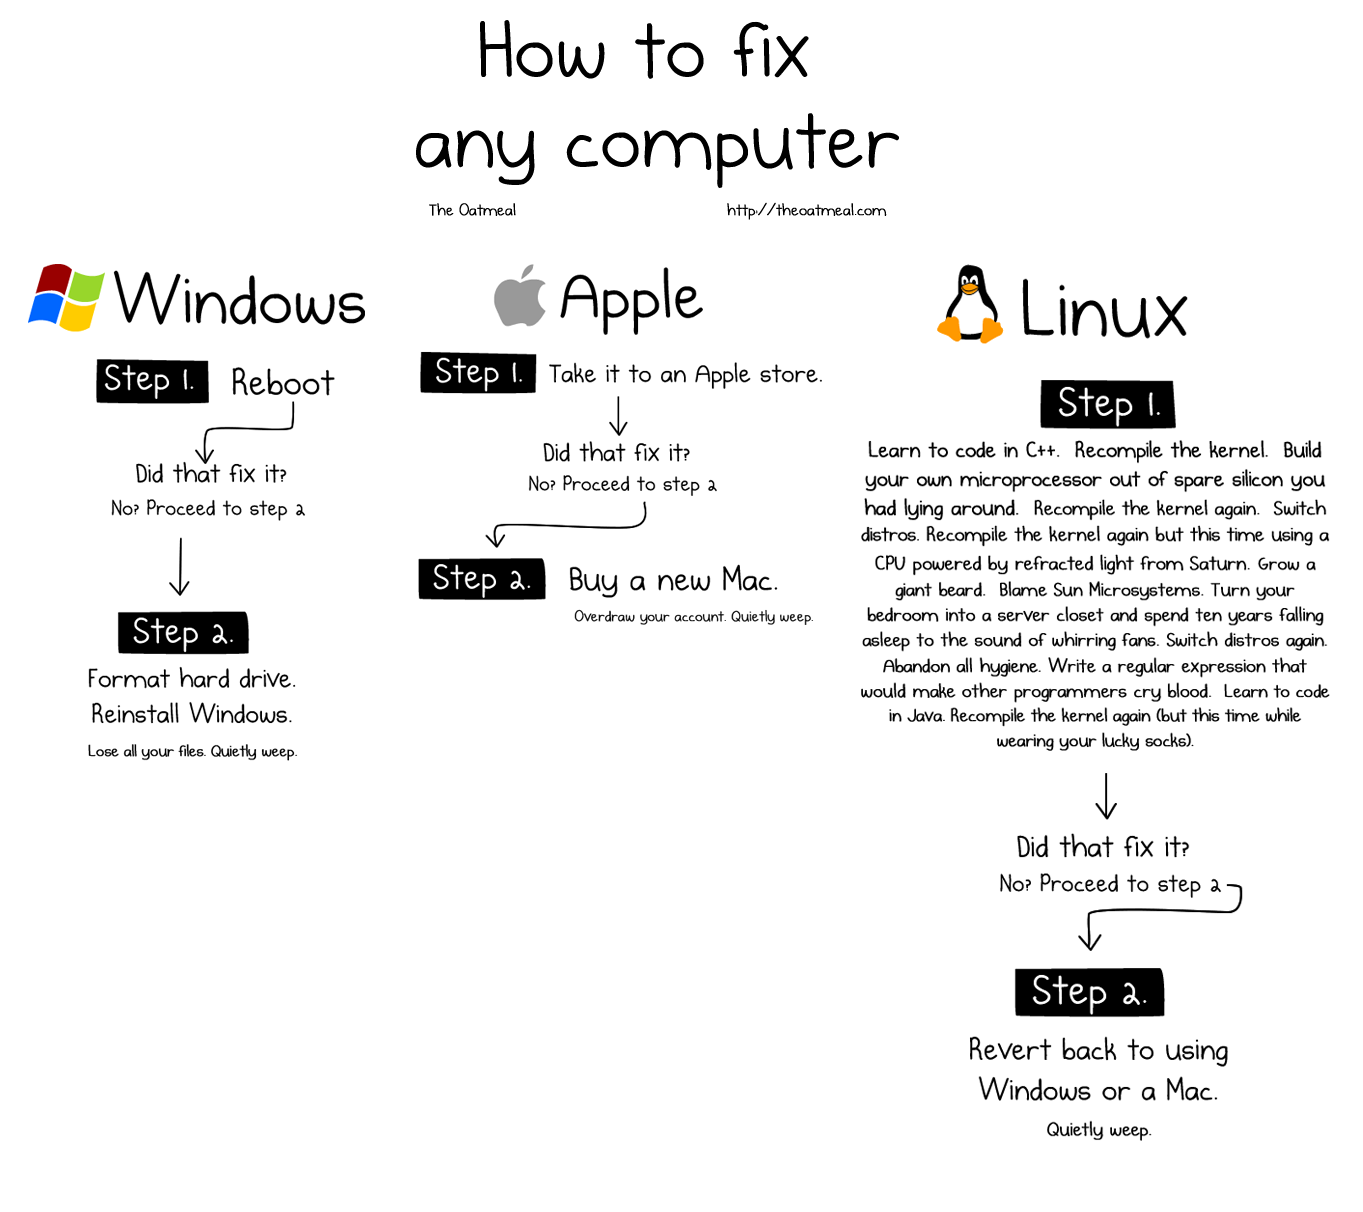 How to fix
any computer
The Oatmeal
http://theoatmeal.com
Windows
Step 1.
Reboot
Did that fix it?
No? Proceed to step 2
Step 2.
Format hard drive.
Reinstall Windows.
Lose all your files. Quietly weep.
Apple
Step 1.
Take it to an Apple store.
Did that fix it?
No? Proceed to step 2
Step 2.
Buy a new Mac.
Overdraw your account. Quietly weep.
Linux
Step 1.
Learn to code in C++. Recompile the kernel. Build
your own microprocessor out of spare silicon you
had lying around. Recompile the kernel again. Switch
distros. Recompile the kernel again but this time using a
CPU powered by refracted light from Saturn. Grow a
giant beard. Blame Sun Microsystems. Turn your
bedroom into a server closet and spend ten years falling
asleep to the sound of whirring fans. Switch distros again.
Abandon all hygiene. Write a regular expression that
would make other programmers cry blood. Learn to code
in Java. Recompile the kernel again (but this time while
wearing your lucky socks).
Did that fix it?
No? Proceed to step 2
Step 2.
Revert back to using
Windows or a Mac.
Quietly weep.